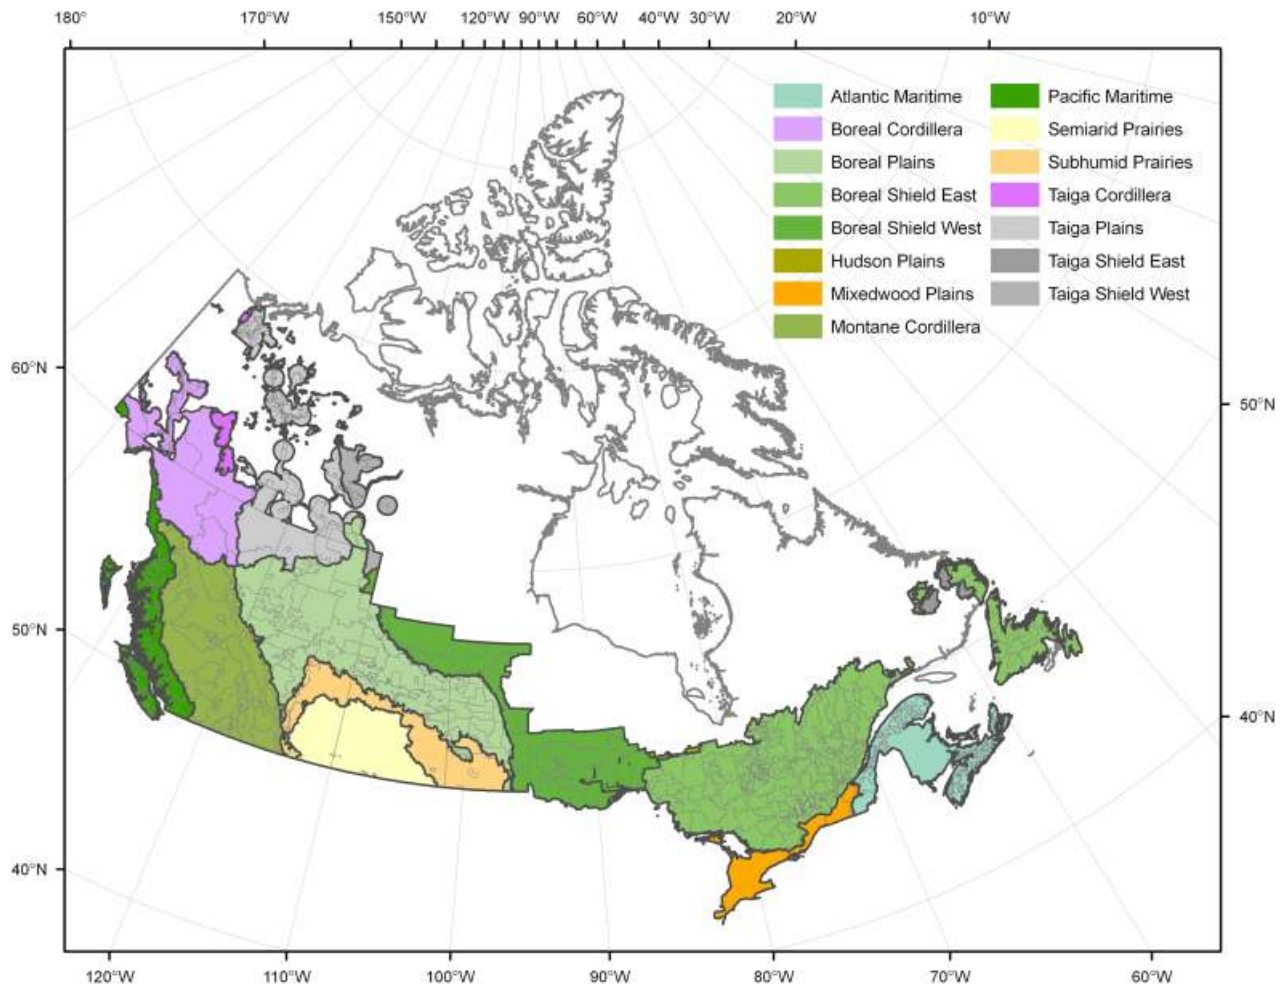 180° 170°W 150°W 120°W 90°W 60°W 40°W 30°W 20°W 10°W
Atlantic Maritime Pacific Maritime
Boreal Cordillera Semiarid Prairies
Boreal Plains Subhumid Prairies
Boreal Shield East Taiga Cordillera
Boreal Shield West Taiga Plains
Hudson Plains Taiga Shield East
Mixedwood Plains Taiga Shield West
Montane Cordillera
60°N
50°N
50°N
40°N
40°N
120°W 110°W 100°W 90°W 80°W 70°W 60°W